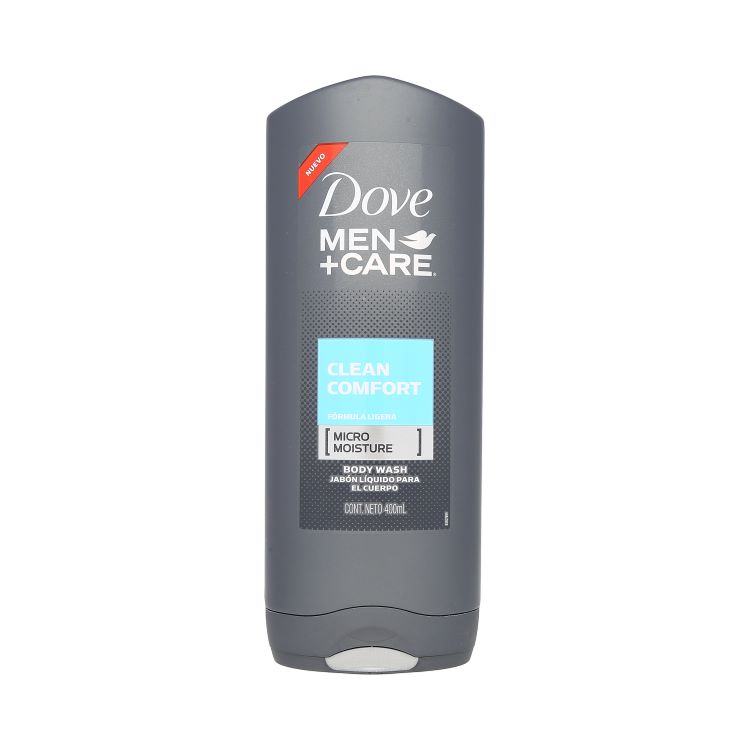 NUEVO
Dove
MEN
+CARE
CLEAN
COMFORT
FÓRMULA LIGERA
MICRO
MOISTURE
BODY WASH
JABÓN LÍQUIDO PARA
EL CUERPO
CONT. NETO 400mL